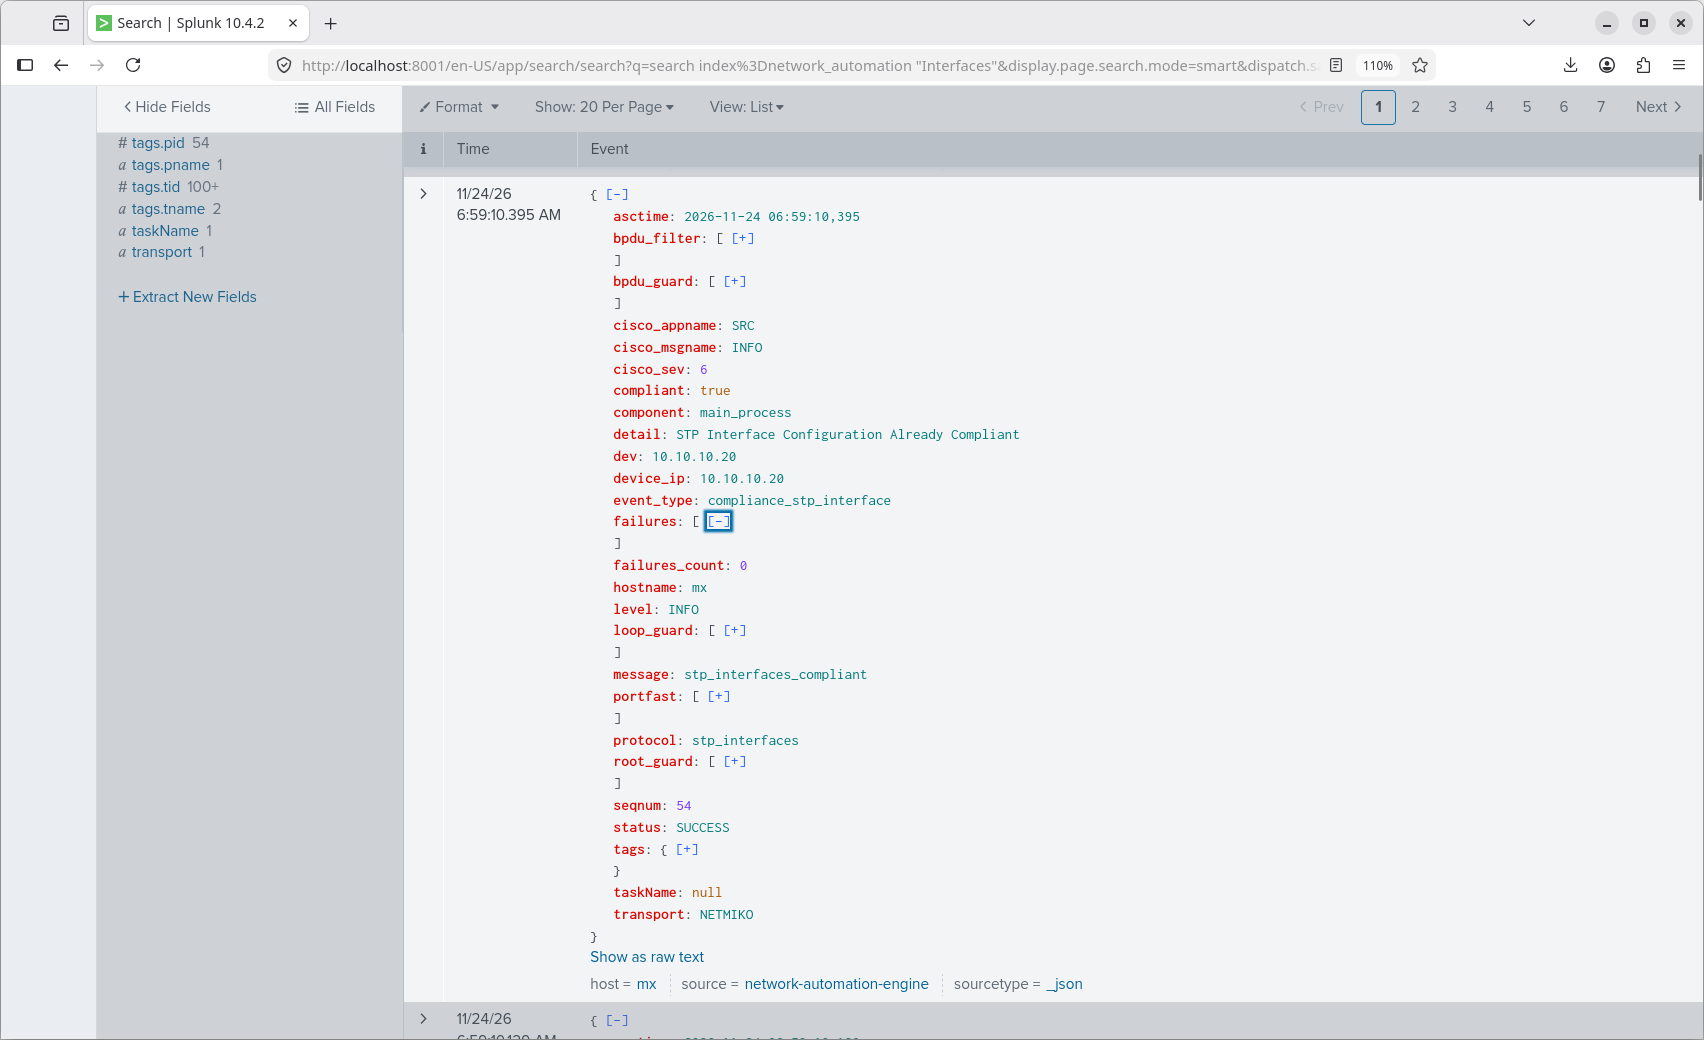 Search | Splunk 10.4.2
http://localhost:8001/en-US/app/search/search?q=search index%3Dnetwork_automation "Interfaces"&display.page.search.mode=smart&dispatch.s
110%
Hide Fields
All Fields
Format
Show: 20 Per Page
View: List
Prev 1 2 3 4 5 6 7 Next
# tags.pid 54
a tags.pname 1
# tags.tid 100+
a tags.tname 2
a taskName 1
a transport 1
+ Extract New Fields
i Time Event
11/24/26
6:59:10.395 AM
{ [-]
asctime: 2026-11-24 06:59:10,395
bpdu_filter: [ [+]
]
bpdu_guard: [ [+]
]
cisco_appname: SRC
cisco_msgname: INFO
cisco_sev: 6
compliant: true
component: main_process
detail: STP Interface Configuration Already Compliant
dev: 10.10.10.20
device_ip: 10.10.10.20
event_type: compliance_stp_interface
failures: [ [-]
]
failures_count: 0
hostname: mx
level: INFO
loop_guard: [ [+]
]
message: stp_interfaces_compliant
portfast: [ [+]
]
protocol: stp_interfaces
root_guard: [ [+]
]
seqnum: 54
status: SUCCESS
tags: { [+]
}
taskName: null
transport: NETMIKO
}
Show as raw text
host = mx source = network-automation-engine sourcetype = _json
11/24/26
{ [-]